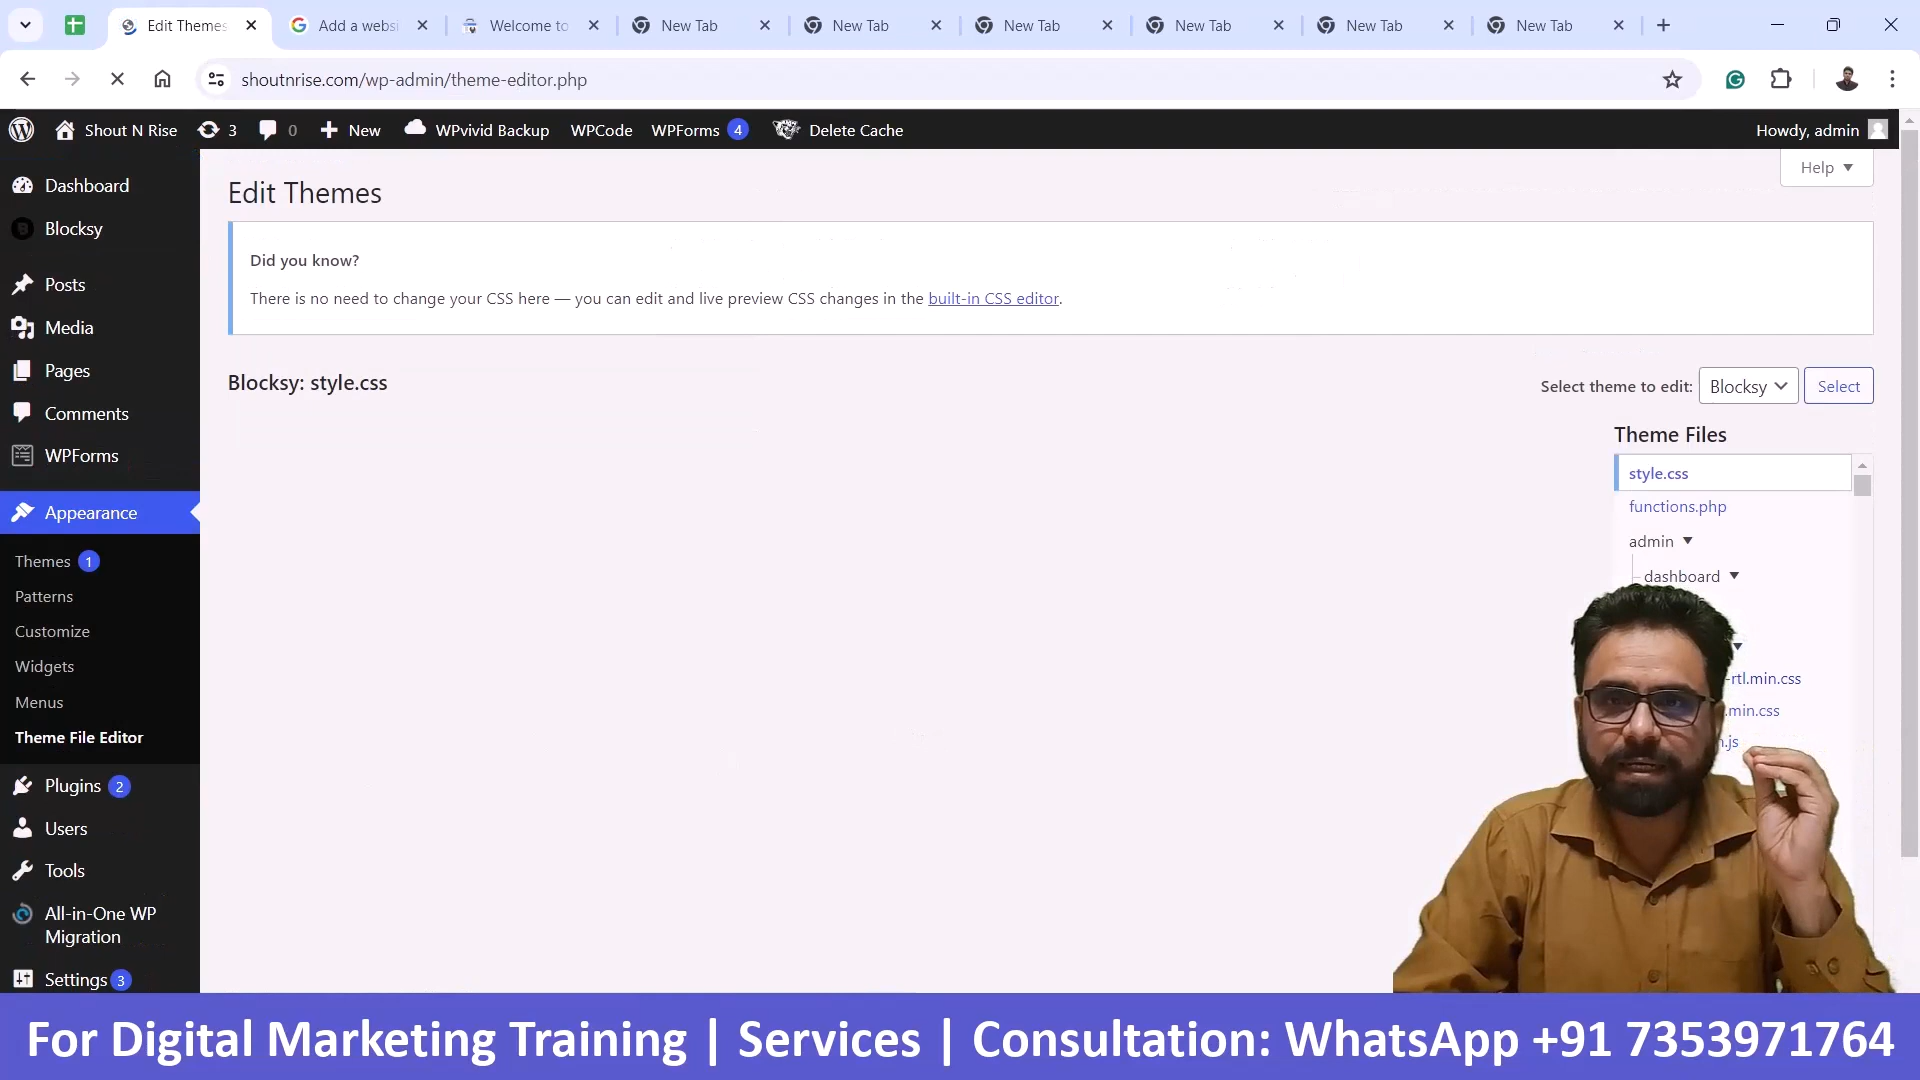 Edit Themes
Add a websi
Welcome to
New Tab
New Tab
New Tab
New Tab
New Tab
New Tab
shoutnrise.com/wp-admin/theme-editor.php
Shout N Rise
3
0
New
WPvivid Backup
WPCode
WPForms 4
Delete Cache
Howdy, admin
Help
Dashboard
Blocksy
Posts
Media
Pages
Comments
WPForms
Appearance
Themes 1
Patterns
Customize
Widgets
Menus
Theme File Editor
Plugins 2
Users
Tools
All-in-One WP
Migration
Settings 3
Edit Themes
Did you know?
There is no need to change your CSS here — you can edit and live preview CSS changes in the built-in CSS editor.
Blocksy: style.css
Select theme to edit: Blocksy Select
Theme Files
style.css
functions.php
admin
dashboard
-rtl.min.css
.min.css
.js
For Digital Marketing Training | Services | Consultation: WhatsApp +91 7353971764